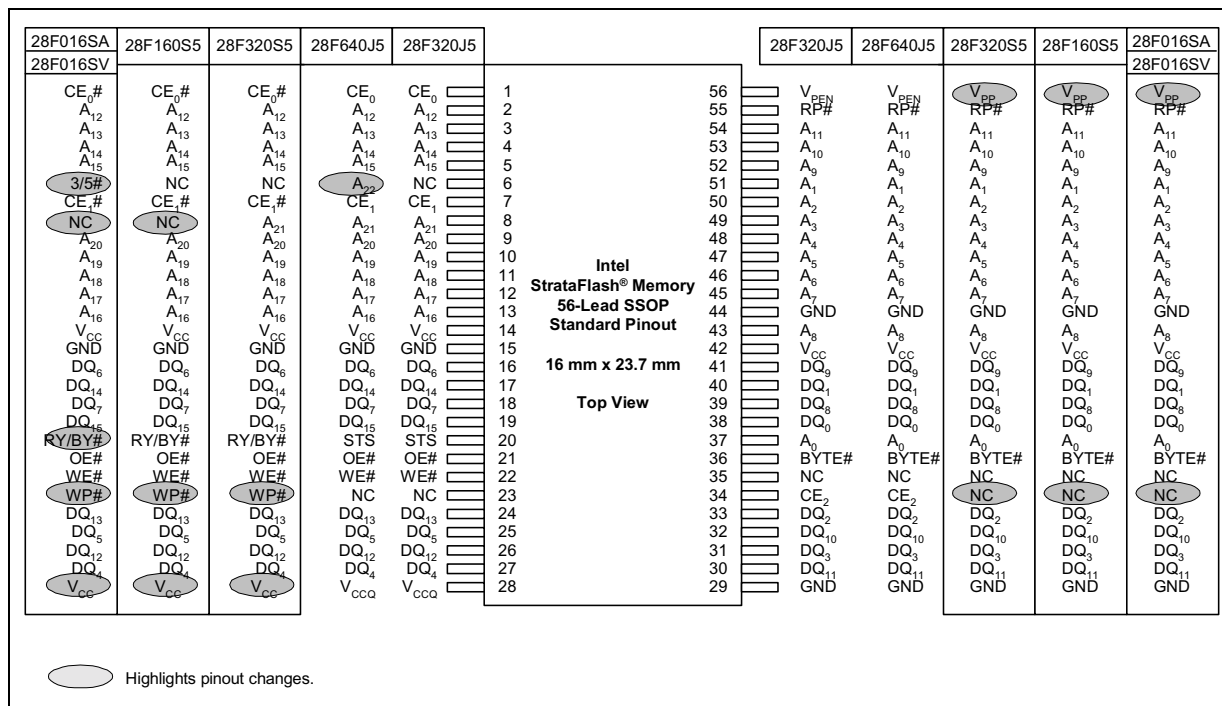 28F016SA 28F160S5 28F320S5 28F640J5 28F320J5 28F320J5 28F640J5 28F320S5 28F160S5 28F016SA
28F016SV 28F016SV
CE0# CE0# CE0# CE0 CE0 1 56 VPEN VPEN VPP VPP VPP
A12 A12 A12 A12 A12 2 55 RP# RP# RP# RP# RP#
A13 A13 A13 A13 A13 3 54 A11 A11 A11 A11 A11
A14 A14 A14 A14 A14 4 53 A10 A10 A10 A10 A10
A15 A15 A15 A15 A15 5 52 A9 A9 A9 A9 A9
3/5# NC NC A22 NC 6 51 A1 A1 A1 A1 A1
CE1# CE1# CE1# CE1 CE1 7 50 A2 A2 A2 A2 A2
NC NC A21 A21 A21 8 49 A3 A3 A3 A3 A3
A20 A20 A20 A20 A20 9 48 A4 A4 A4 A4 A4
A19 A19 A19 A19 A19 10 47 A5 A5 A5 A5 A5
A18 A18 A18 A18 A18 11 46 A6 A6 A6 A6 A6
A17 A17 A17 A17 A17 12 45 A7 A7 A7 A7 A7
A16 A16 A16 A16 A16 13 44 GND GND GND GND GND
VCC VCC VCC VCC VCC 14 43 A8 A8 A8 A8 A8
GND GND GND GND GND 15 42 VCC VCC VCC VCC VCC
DQ6 DQ6 DQ6 DQ6 DQ6 16 41 DQ9 DQ9 DQ9 DQ9 DQ9
DQ14 DQ14 DQ14 DQ14 DQ14 17 40 DQ1 DQ1 DQ1 DQ1 DQ1
DQ7 DQ7 DQ7 DQ7 DQ7 18 39 DQ8 DQ8 DQ8 DQ8 DQ8
DQ15 DQ15 DQ15 DQ15 DQ15 19 38 DQ0 DQ0 DQ0 DQ0 DQ0
RY/BY# RY/BY# RY/BY# STS STS 20 37 A0 A0 A0 A0 A0
OE# OE# OE# OE# OE# 21 36 BYTE# BYTE# BYTE# BYTE# BYTE#
WE# WE# WE# WE# WE# 22 35 NC NC NC NC NC
WP# WP# WP# NC NC 23 34 CE2 CE2 NC NC NC
DQ13 DQ13 DQ13 DQ13 DQ13 24 33 DQ2 DQ2 DQ2 DQ2 DQ2
DQ5 DQ5 DQ5 DQ5 DQ5 25 32 DQ10 DQ10 DQ10 DQ10 DQ10
DQ12 DQ12 DQ12 DQ12 DQ12 26 31 DQ3 DQ3 DQ3 DQ3 DQ3
DQ4 DQ4 DQ4 DQ4 DQ4 27 30 DQ11 DQ11 DQ11 DQ11 DQ11
VCC VCC VCC VCCQ VCCQ 28 29 GND GND GND GND GND
Intel
StrataFlash® Memory
56-Lead SSOP
Standard Pinout
16 mm x 23.7 mm
Top View
Highlights pinout changes.